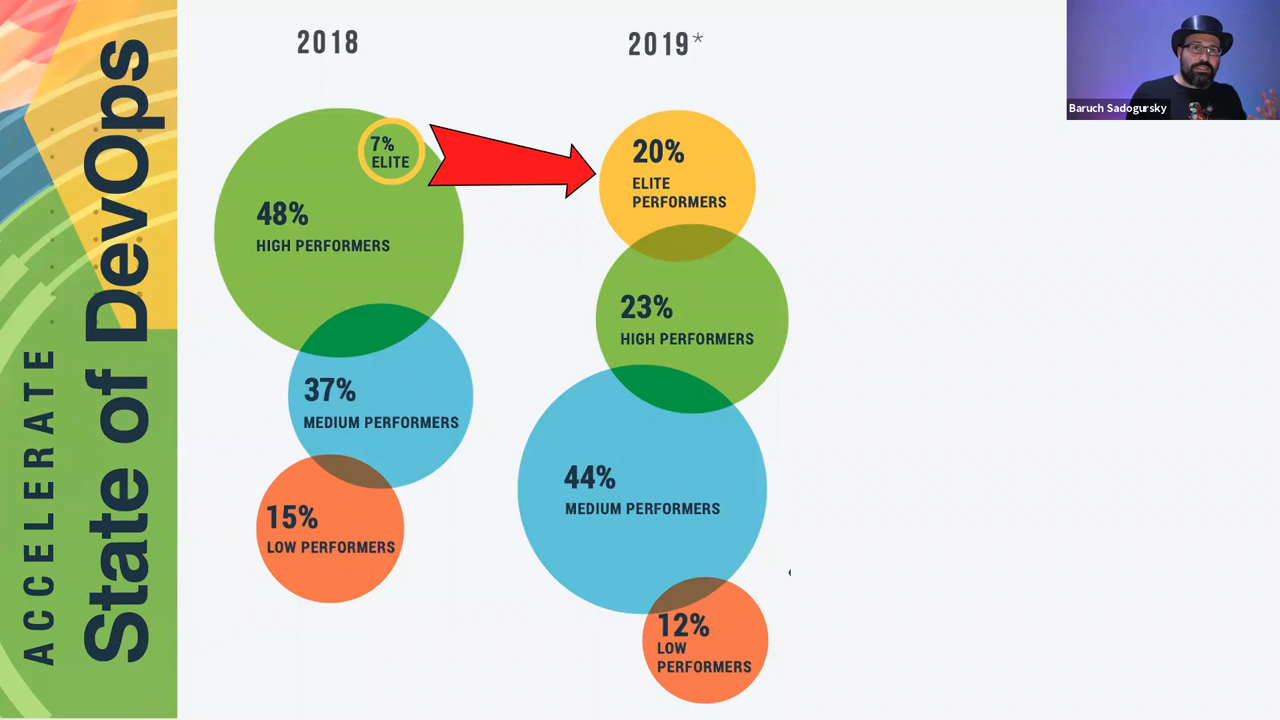 ACCELERATE
State of DevOps
2018
7%
ELITE
48%
HIGH PERFORMERS
37%
MEDIUM PERFORMERS
15%
LOW PERFORMERS
2019*
20%
ELITE
PERFORMERS
23%
HIGH PERFORMERS
44%
MEDIUM PERFORMERS
12%
LOW
PERFORMERS
Baruch Sadogursky